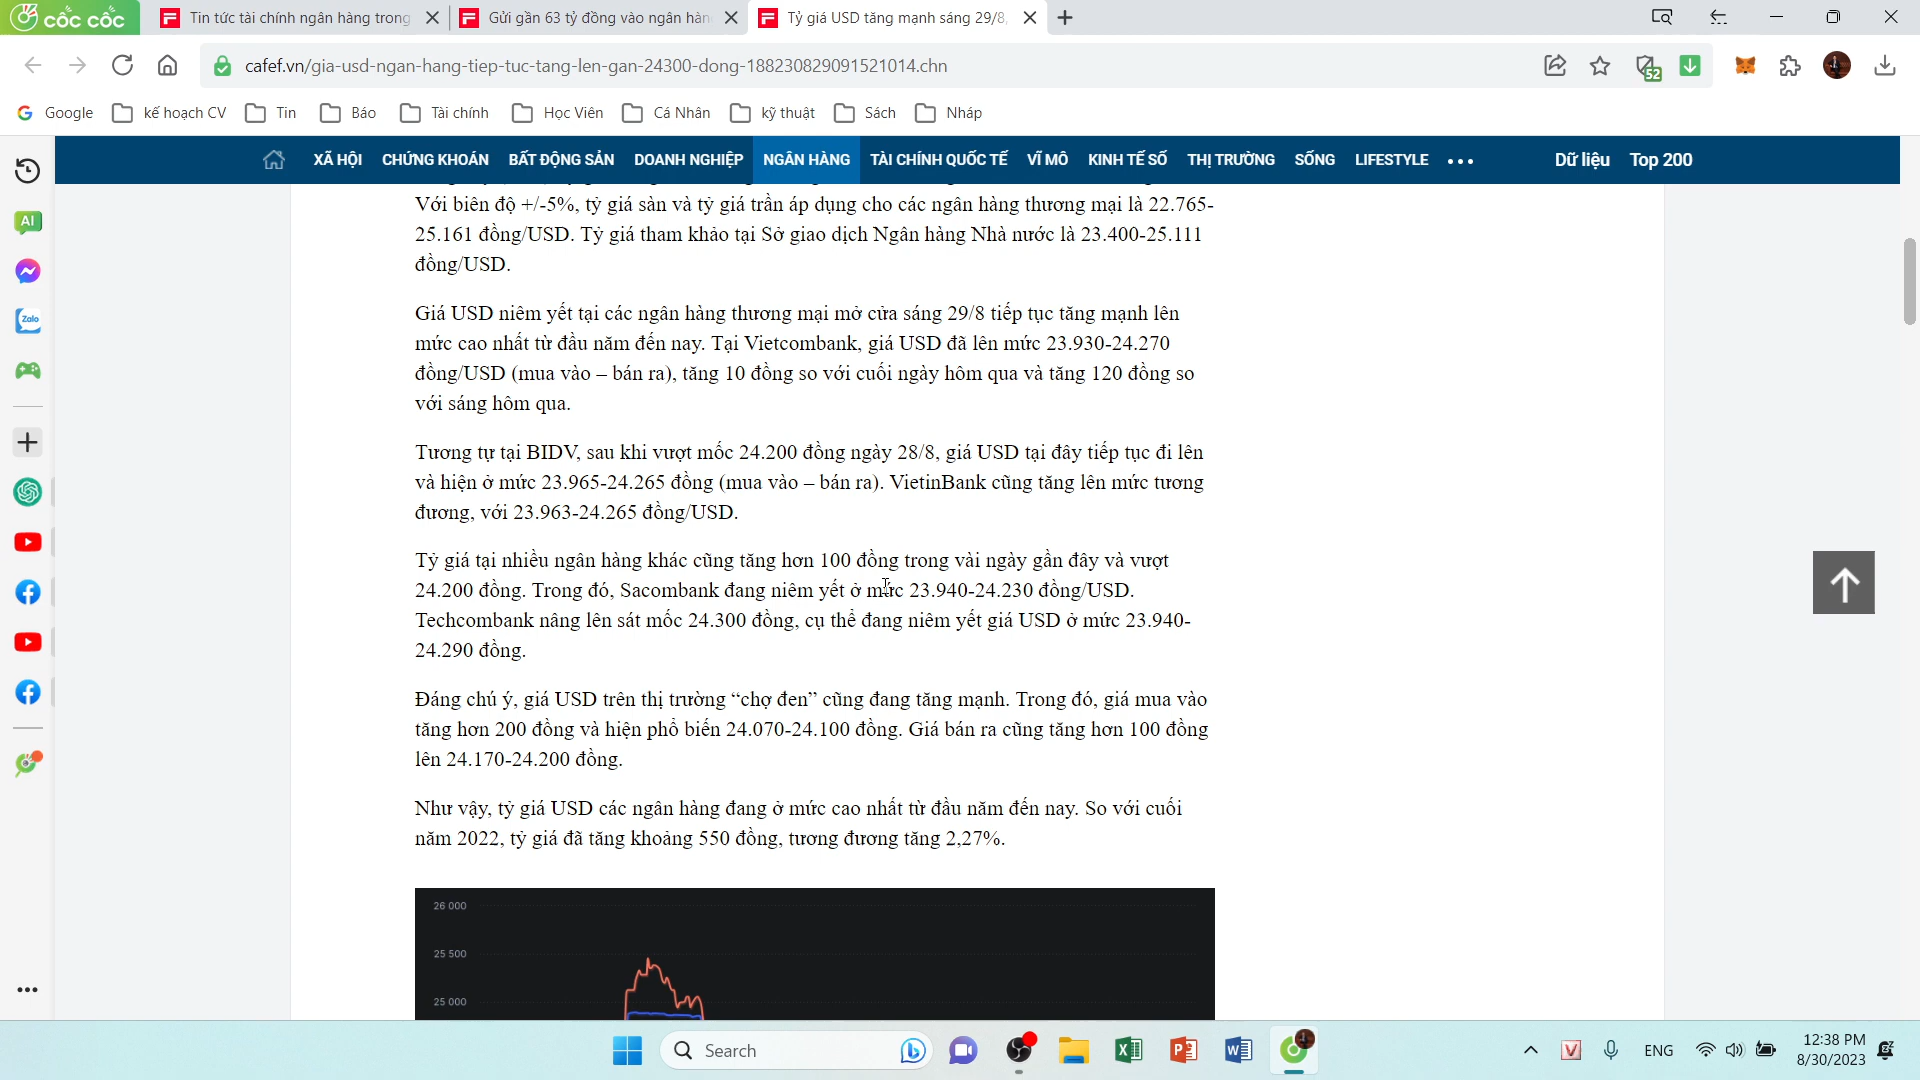 cốc cốc
Tin tức tài chính ngân hàng trong
Gửi gần 63 tỷ đồng vào ngân hàn
Tỷ giá USD tăng mạnh sáng 29/8,
cafef.vn/gia-usd-ngan-hang-tiep-tuc-tang-len-gan-24300-dong-188230829091521014.chn
52
Google
kế hoạch CV
Tin
Báo
Tài chính
Học Viên
Cá Nhân
kỹ thuật
Sách
Nháp
XÃ HỘI CHỨNG KHOÁN BẤT ĐỘNG SẢN DOANH NGHIỆP NGÂN HÀNG TÀI CHÍNH QUỐC TẾ VĨ MÔ KINH TẾ SỐ THỊ TRƯỜNG SỐNG LIFESTYLE ••• Dữ liệu Top 200
AI
Zalo
Với biên độ +/-5%, tỷ giá sàn và tỷ giá trần áp dụng cho các ngân hàng thương mại là 22.765-
25.161 đồng/USD. Tỷ giá tham khảo tại Sở giao dịch Ngân hàng Nhà nước là 23.400-25.111
đồng/USD.
Giá USD niêm yết tại các ngân hàng thương mại mở cửa sáng 29/8 tiếp tục tăng mạnh lên
mức cao nhất từ đầu năm đến nay. Tại Vietcombank, giá USD đã lên mức 23.930-24.270
đồng/USD (mua vào – bán ra), tăng 10 đồng so với cuối ngày hôm qua và tăng 120 đồng so
với sáng hôm qua.
Tương tự tại BIDV, sau khi vượt mốc 24.200 đồng ngày 28/8, giá USD tại đây tiếp tục đi lên
và hiện ở mức 23.965-24.265 đồng (mua vào – bán ra). VietinBank cũng tăng lên mức tương
đương, với 23.963-24.265 đồng/USD.
Tỷ giá tại nhiều ngân hàng khác cũng tăng hơn 100 đồng trong vài ngày gần đây và vượt
24.200 đồng. Trong đó, Sacombank đang niêm yết ở mức 23.940-24.230 đồng/USD.
Techcombank nâng lên sát mốc 24.300 đồng, cụ thể đang niêm yết giá USD ở mức 23.940-
24.290 đồng.
Đáng chú ý, giá USD trên thị trường “chợ đen” cũng đang tăng mạnh. Trong đó, giá mua vào
tăng hơn 200 đồng và hiện phổ biến 24.070-24.100 đồng. Giá bán ra cũng tăng hơn 100 đồng
lên 24.170-24.200 đồng.
Như vậy, tỷ giá USD các ngân hàng đang ở mức cao nhất từ đầu năm đến nay. So với cuối
năm 2022, tỷ giá đã tăng khoảng 550 đồng, tương đương tăng 2,27%.
26 000
25 500
25 000
Search
ENG
12:38 PM
8/30/2023